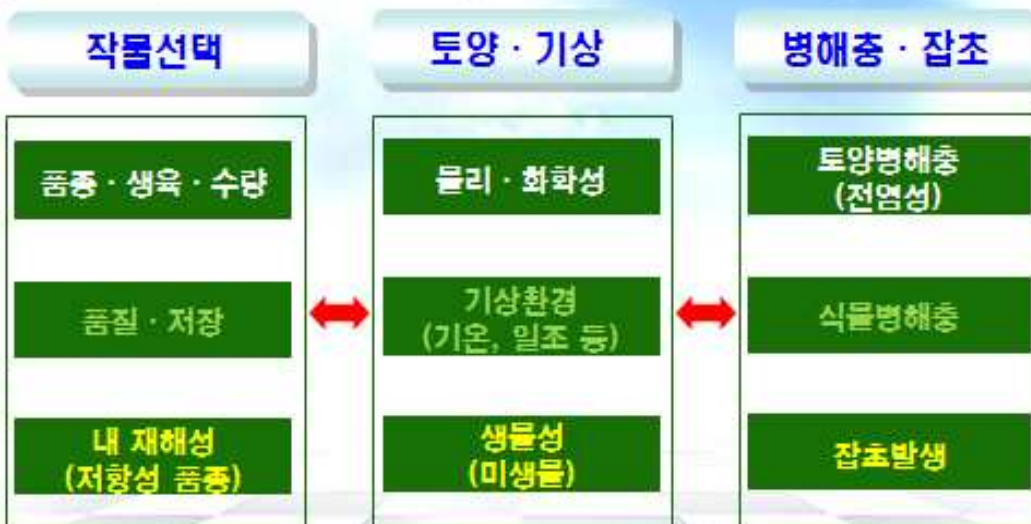 작물선택
토양 · 기상
병해충 · 잡초
품종 · 생육 · 수량
물리 · 화학성
토양병해충
(전염성)
품질 · 저장
기상환경
(기온, 일조 등)
식물병해충
내 재해성
(저항성 품종)
생물성
(미생물)
잡초발생